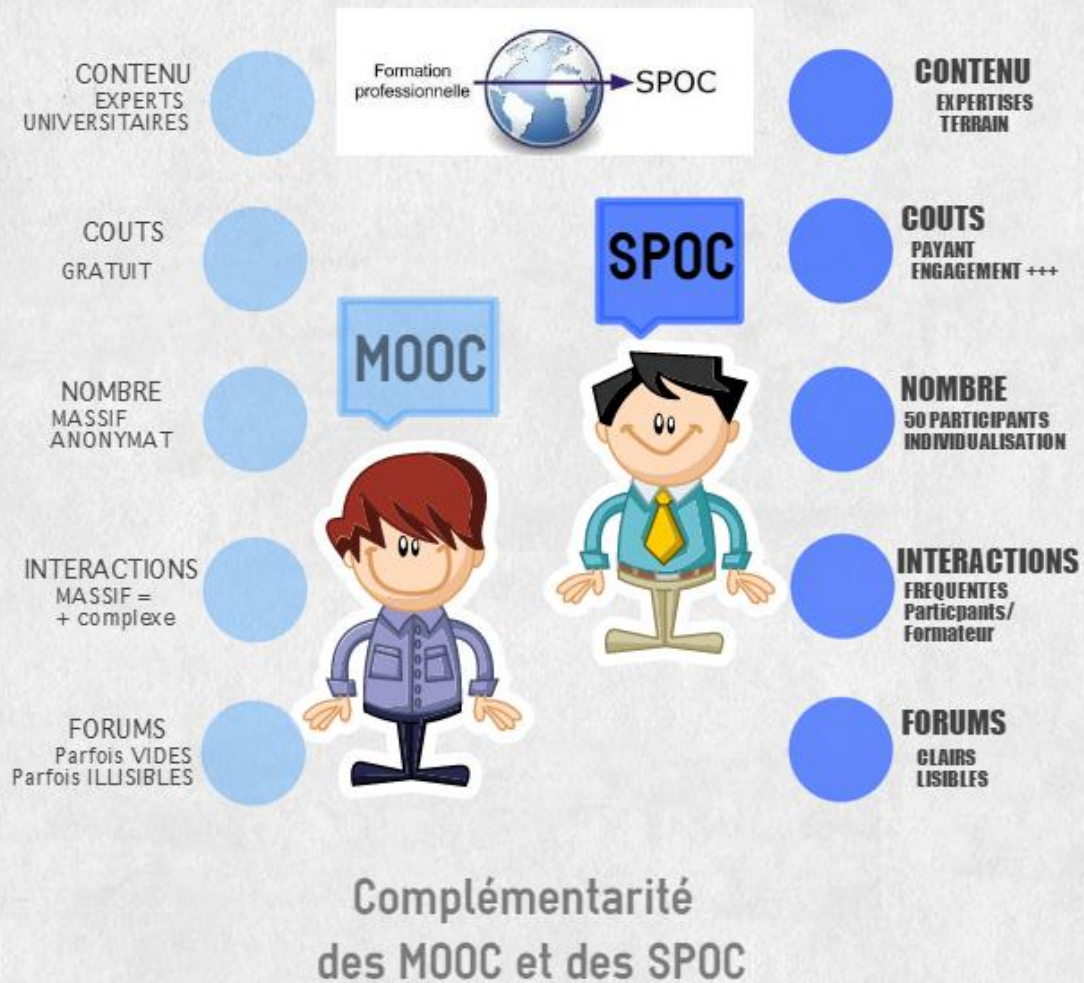 Formation
professionnelle
SPOC
CONTENU
EXPERTS
UNIVERSITAIRES
COUTS
GRATUIT
NOMBRE
MASSIF
ANONYMAT
INTERACTIONS
MASSIF =
+ complexe
FORUMS
Parfois VIDES
Parfois ILLISIBLES
MOOC
SPOC
CONTENU
EXPERTISES
TERRAIN
COUTS
PAYANT
ENGAGEMENT +++
NOMBRE
50 PARTICIPANTS
INDIVIDUALISATION
INTERACTIONS
FREQUENTES
Particpants/
Formateur
FORUMS
CLAIRS
LISIBLES
Complémentarité
des MOOC et des SPOC